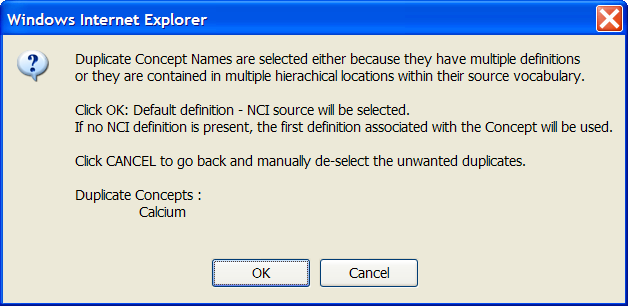 Windows Internet Explorer
Duplicate Concept Names are selected either because they have multiple definitions
or they are contained in multiple hierachical locations within their source vocabulary.
Click OK: Default definition - NCI source will be selected.
If no NCI definition is present, the first definition associated with the Concept will be used.
Click CANCEL to go back and manually de-select the unwanted duplicates.
Duplicate Concepts :
Calcium
OK
Cancel